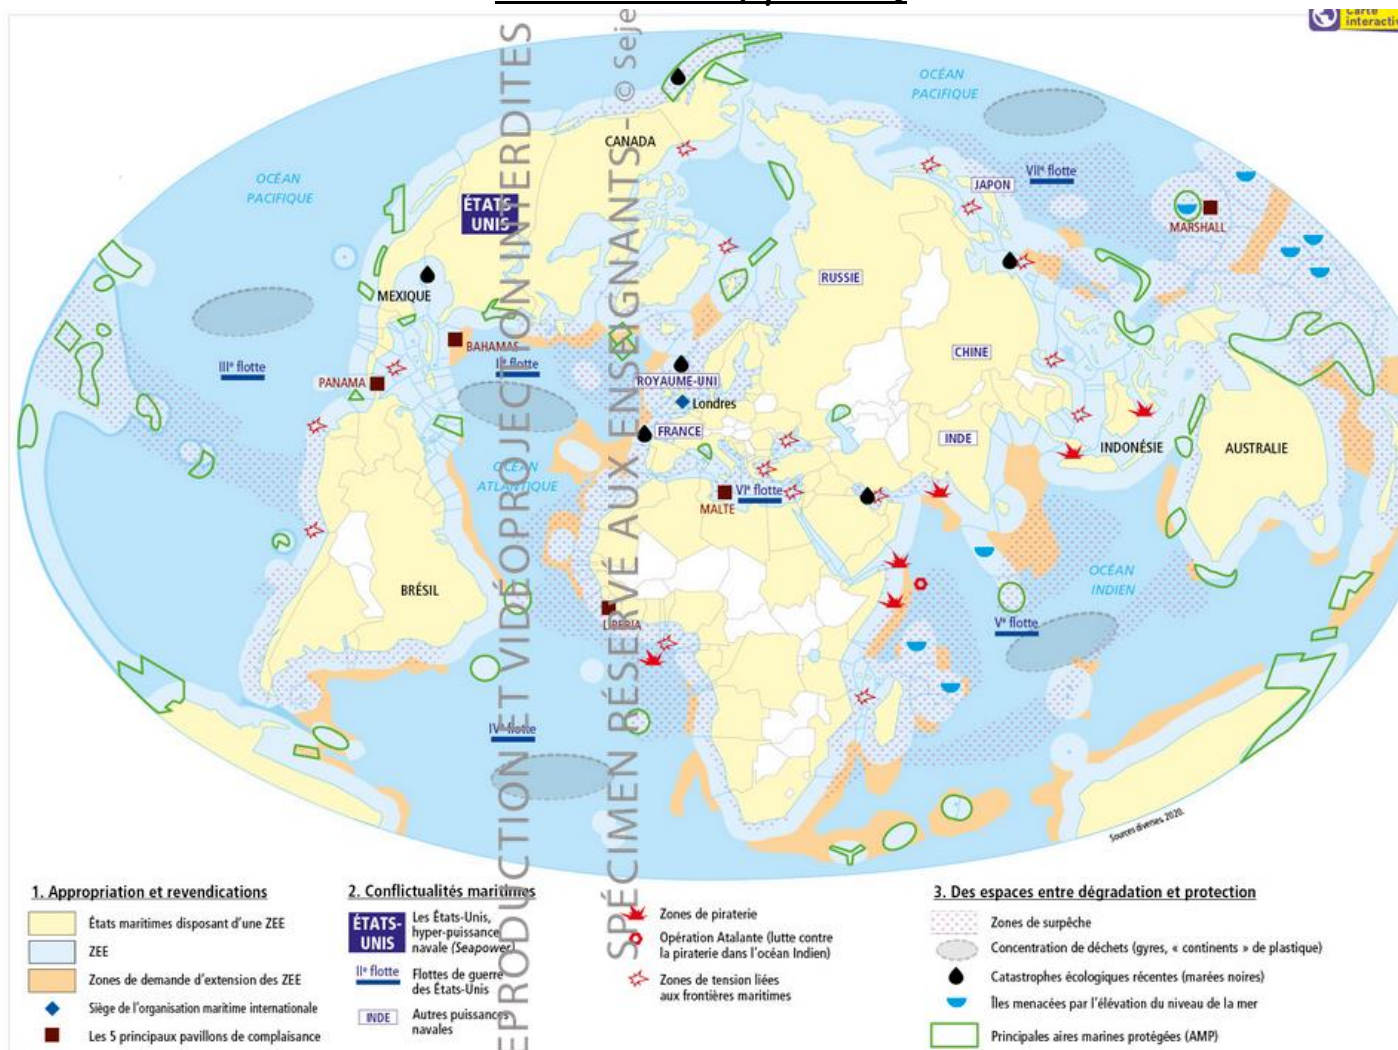 Carte
interactiv
OCÉAN
PACIFIQUE
CANADA
OCÉAN
PACIFIQUE
VIIe flotte
JAPON
ÉTATS
UNIS
MARSHALL
RUSSIE
MEXIQUE
BAHAMAS
CHINE
IIIe flotte
IIe flotte
PANAMA
ROYAUME-UNI
Londres
FRANCE
INDE
INDONÉSIE
AUSTRALIE
OCÉAN
ATLANTIQUE
VIe flotte
MALTE
OCÉAN
INDIEN
BRÉSIL
LIBERIA
Ve flotte
IVe flotte
Sources diverses, 2020.
EPRODUCTION ET VIDÉOPROJECTION INTERDITES
SPÉCIMEN RÉSERVÉ AUX ENSEIGNANTS - © Seje
1. Appropriation et revendications
États maritimes disposant d'une ZEE
ZEE
Zones de demande d'extension des ZEE
Siège de l'organisation maritime internationale
Les 5 principaux pavillons de complaisance
2. Conflictualités maritimes
ÉTATS-
UNIS
Les États-Unis,
hyper-puissance
navale (Seapower)
IIe flotte
Flottes de guerre
des États-Unis
INDE
Autres puissances
navales
Zones de piraterie
Opération Atalante (lutte contre
la piraterie dans l'océan Indien)
Zones de tension liées
aux frontières maritimes
3. Des espaces entre dégradation et protection
Zones de surpêche
Concentration de déchets (gyres, « continents » de plastique)
Catastrophes écologiques récentes (marées noires)
Îles menacées par l'élévation du niveau de la mer
Principales aires marines protégées (AMP)